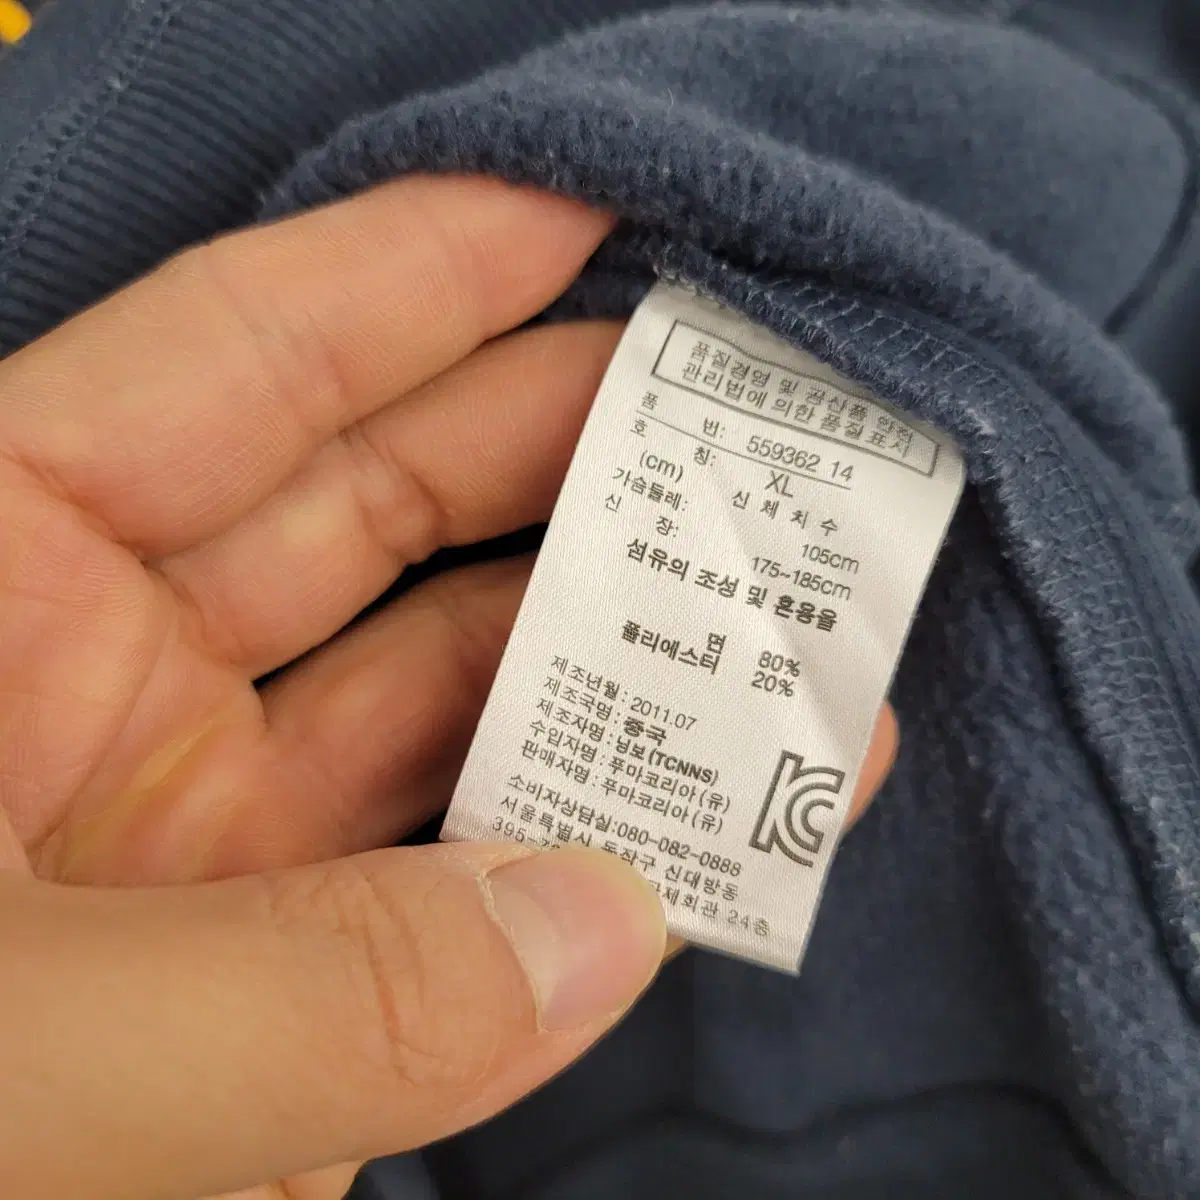 품질경영 및 공산품 안전
관리법에 의한 품질표시
품 번: 559362 14
호 칭: XL
(cm) 신 체 치 수
가슴둘레: 105cm
신 장: 175~185cm
섬유의 조성 및 혼용율
면 80%
폴리에스터 20%
제조년월 : 2011.07
제조국명 : 중국
제조자명 : 닝보(TCNNS)
수입자명 : 푸마코리아(유)
판매자명 : 푸마코리아(유)
소비자상담실:080-082-0888
서울특별시 동작구 신대방동
24층
KC